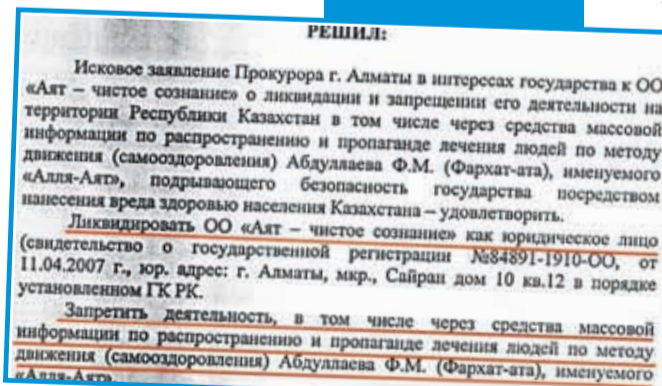 РЕШИЛ:
Исковое заявление Прокурора г. Алматы в интересах государства к ОО
«Аят – чистое сознание» о ликвидации и запрещении его деятельности на
территории Республики Казахстан в том числе через средства массовой
информации по распространению и пропаганде лечения людей по методу
движения (самооздоровления) Абдуллаева Ф.М. (Фархат-ата), именуемого
«Алля-Аят», подрывающего безопасность государства посредством
нанесения вреда здоровью населения Казахстана – удовлетворить.
Ликвидировать ОО «Аят – чистое сознание» как юридическое лицо
(свидетельство о государственной регистрации №84891-1910-ОО, от
11.04.2007 г., юр. адрес: г. Алматы, мкр., Сайран дом 10 кв.12 в порядке
установленном ГК РК.
Запретить деятельность, в том числе через средства массовой
информации по распространению и пропаганде лечения людей по методу
движения (самооздоровления) Абдуллаева Ф.М. (Фархат-ата), именуемого
«Алля-Аят»